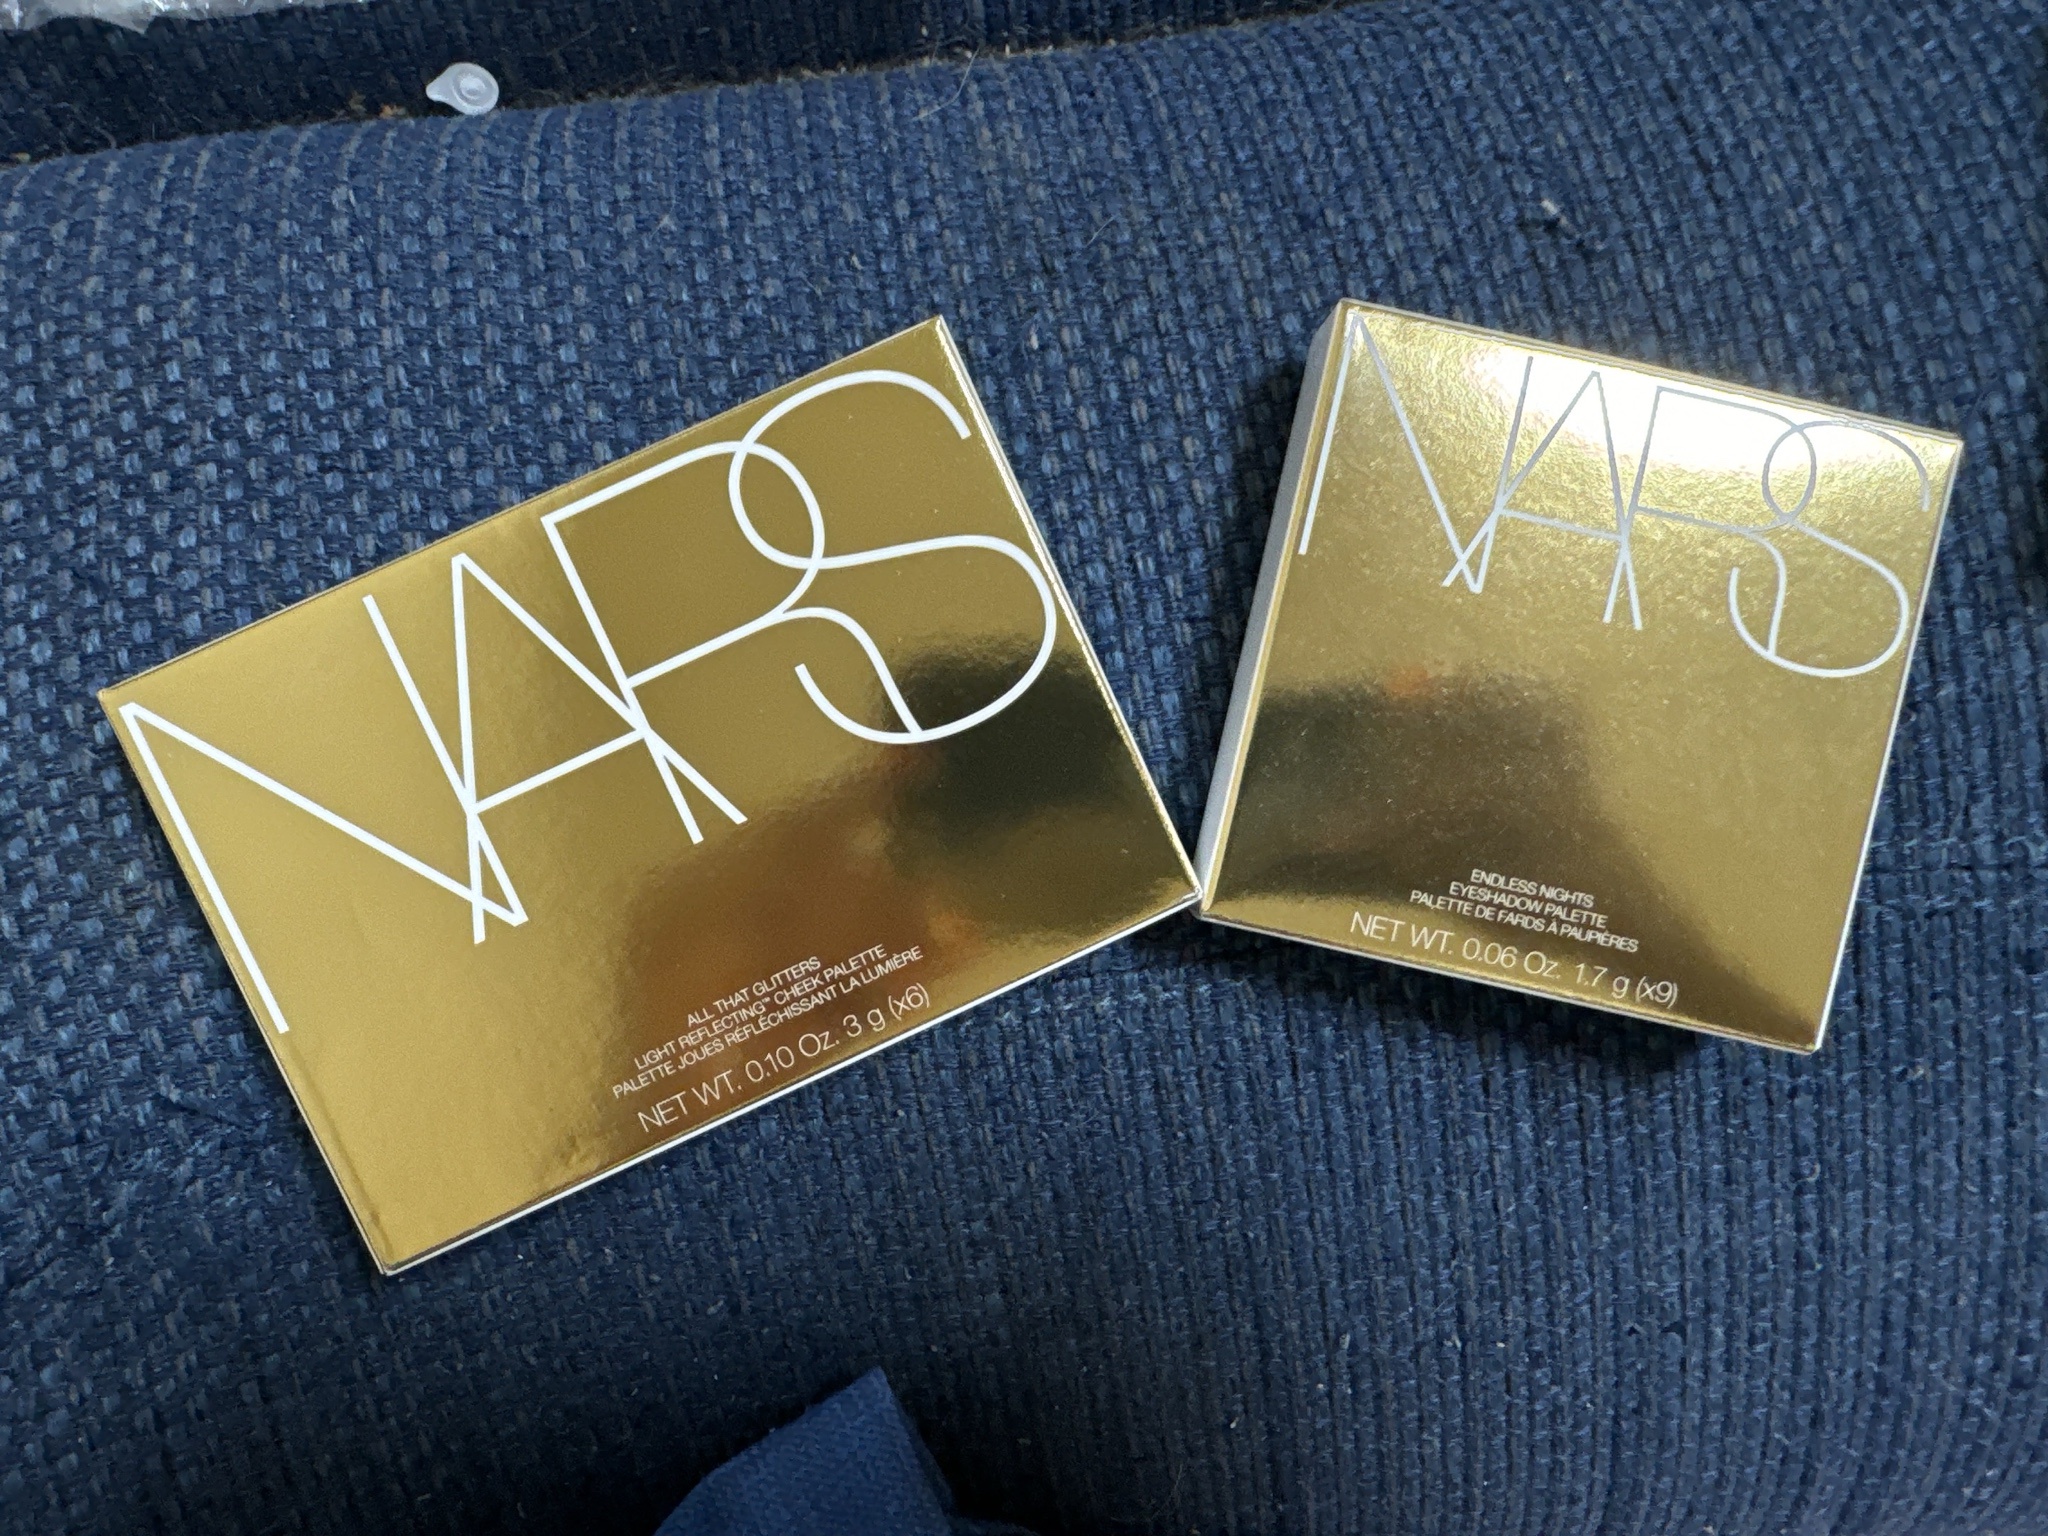 NARS
ALL THAT GLITTERS
LIGHT REFLECTING™ CHEEK PALETTE
PALETTE JOUES RÉFLÉCHISSANT LA LUMIÈRE
NET WT. 0.10 Oz. 3 g (x6)
NARS
ENDLESS NIGHTS
EYESHADOW PALETTE
PALETTE DE FARDS À PAUPIÈRES
NET WT. 0.06 Oz. 1.7 g (x9)